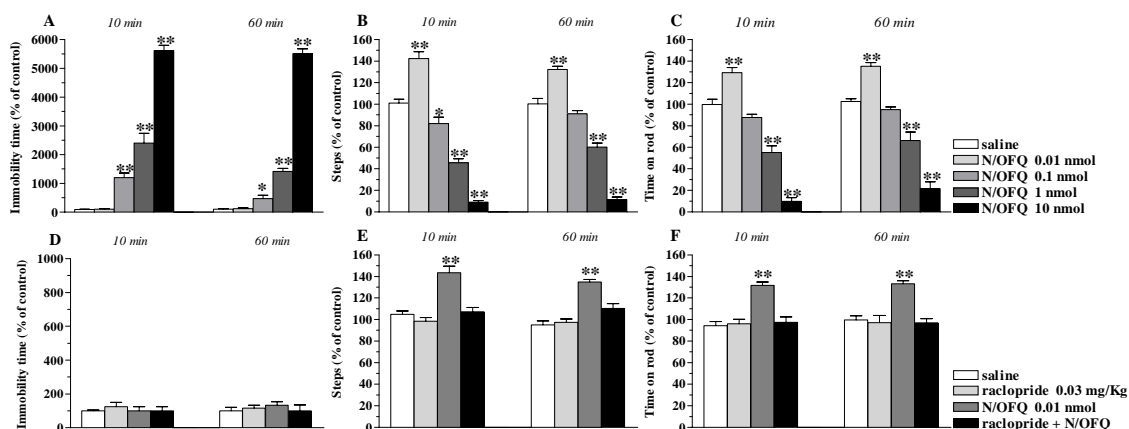 A
10 min
60 min
Immobility time (% of control)
6000
5000
4000
3000
2000
1000
0
**
**
**
*
**
**
B
10 min
60 min
Steps (% of control)
160
140
120
100
80
60
40
20
0
**
*
**
**
**
**
**
C
10 min
60 min
Time on rod (% of control)
160
140
120
100
80
60
40
20
0
**
**
**
**
**
**
saline
N/OFQ 0.01 nmol
N/OFQ 0.1 nmol
N/OFQ 1 nmol
N/OFQ 10 nmol
D
10 min
60 min
Immobility time (% of control)
1000
800
600
400
200
0
E
10 min
60 min
Steps (% of control)
160
140
120
100
80
60
40
20
0
**
**
F
10 min
60 min
Time on rod (% of control)
160
140
120
100
80
60
40
20
0
**
**
saline
raclopride 0.03 mg/Kg
N/OFQ 0.01 nmol
raclopride + N/OFQ